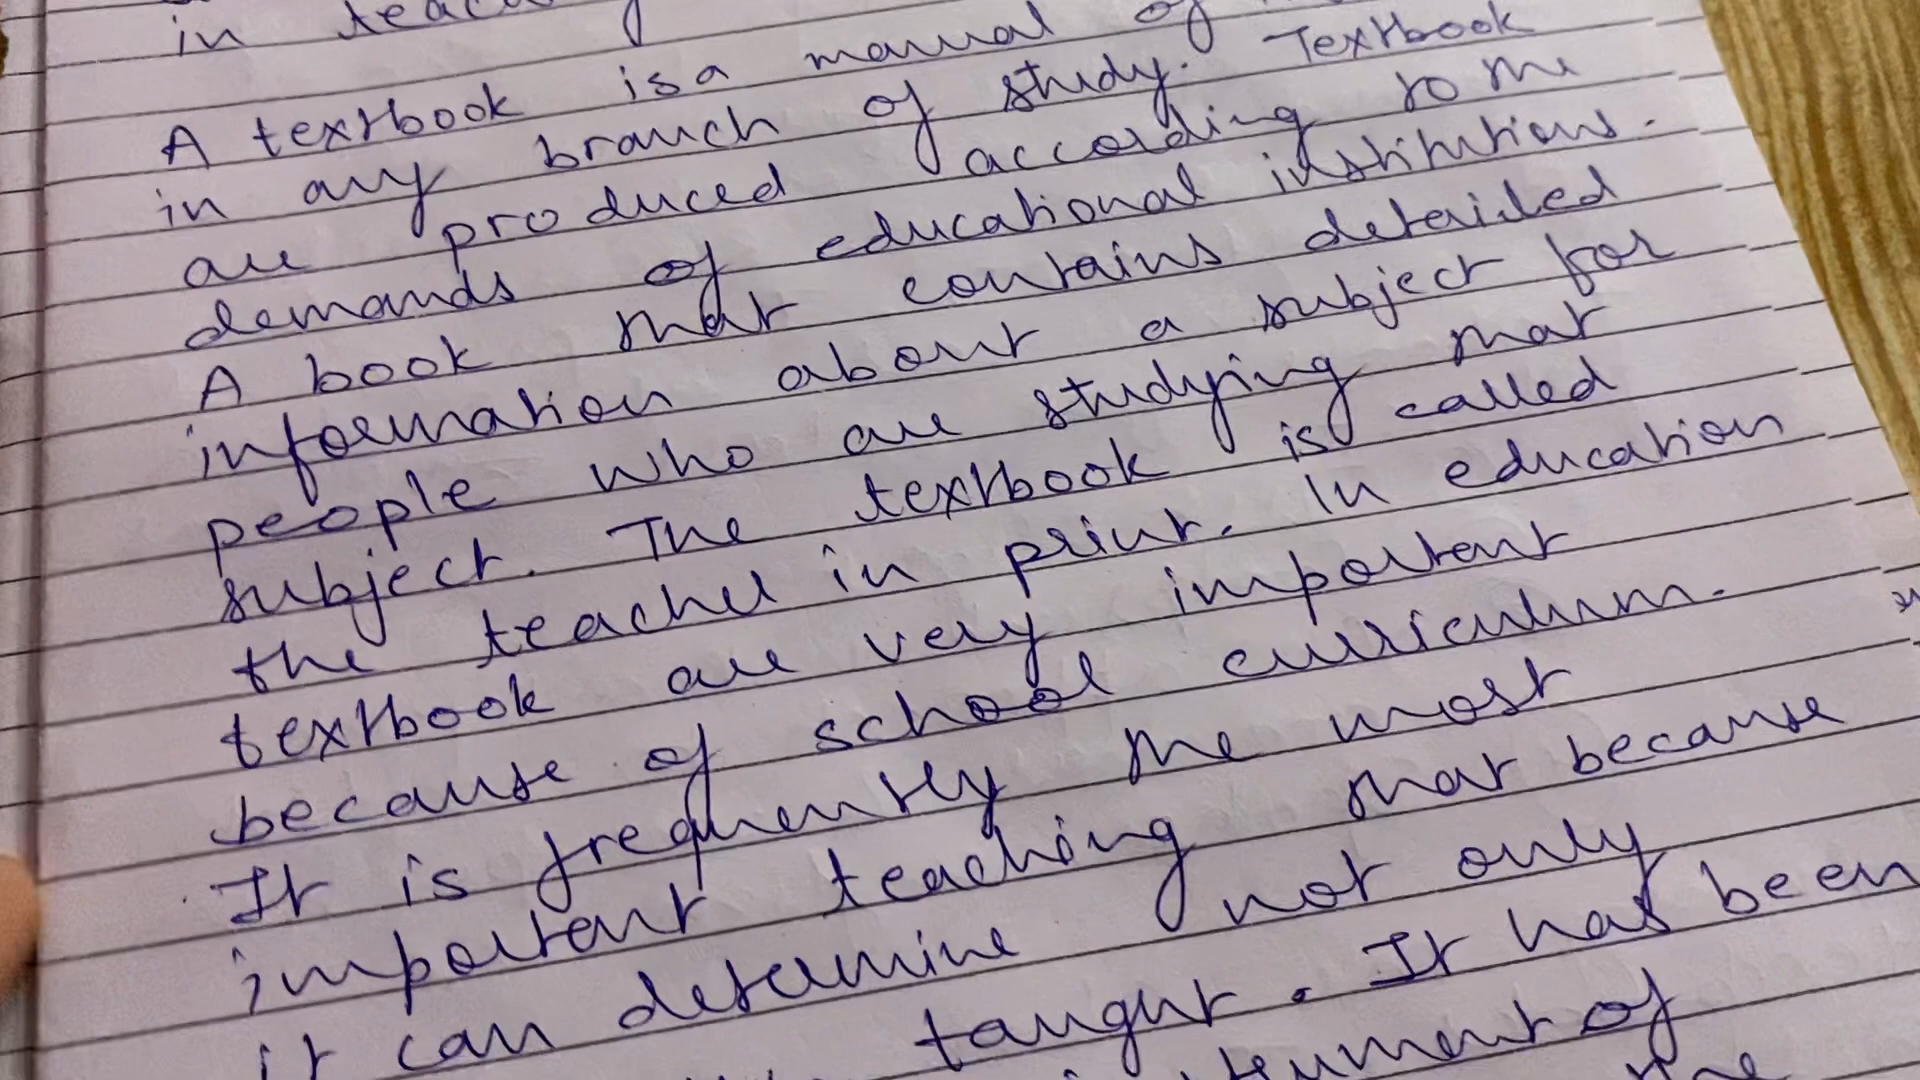 in
A textbook is a manual of
in any branch of study. Textbook
are produced according to the
demands of educational institutions.
A book that contains detailed
information about a subject for
people who are studying that
subject. The textbook is called
the teacher in print. In education
textbook are very important
because of school curriculum.
It is frequently the most
important teaching that because
it can determine not only
taught. It has been
of